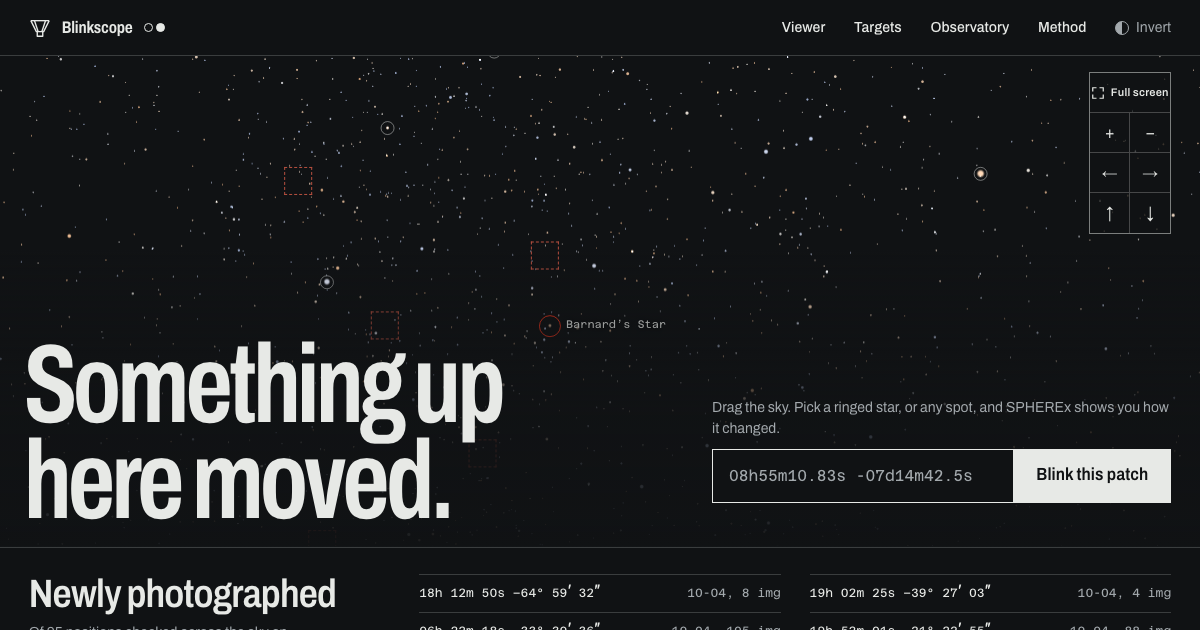 Blinkscope
Viewer Targets Observatory Method Invert
Full screen
+ −
← →
↑ ↓
Barnard's Star
Something up
here moved.
Drag the sky. Pick a ringed star, or any spot, and SPHEREx shows you how
it changed.
08h55m10.83s -07d14m42.5s Blink this patch
Newly photographed
18h 12m 50s −64° 59′ 32″ 10-04, 8 img
19h 02m 25s −39° 27′ 03″ 10-04, 4 img